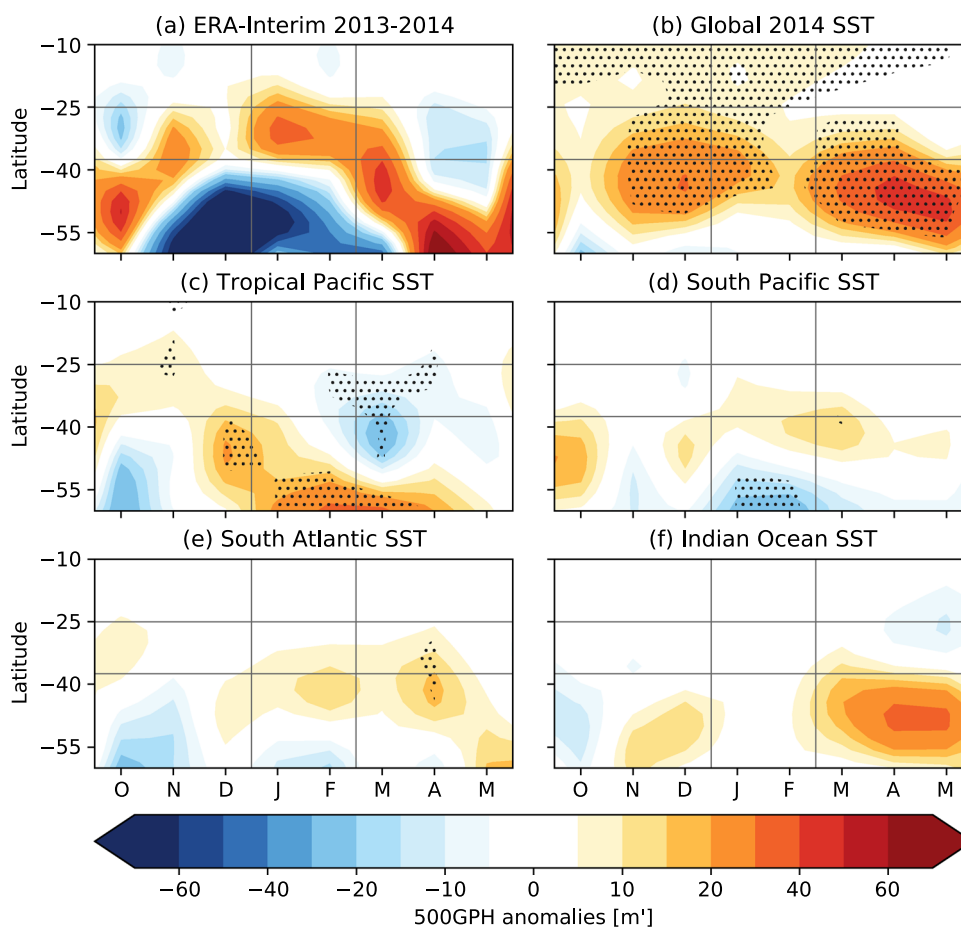 (a) ERA-Interim 2013-2014
(b) Global 2014 SST
−10
−25
−40
−55
Latitude
O N D J F M A M
O N D J F M A M
(c) Tropical Pacific SST
(d) South Pacific SST
−10
−25
−40
−55
Latitude
(e) South Atlantic SST
(f) Indian Ocean SST
−10
−25
−40
−55
Latitude
O N D J F M A M
O N D J F M A M
−60 −40 −20 −10 0 10 20 40 60
500GPH anomalies [m']